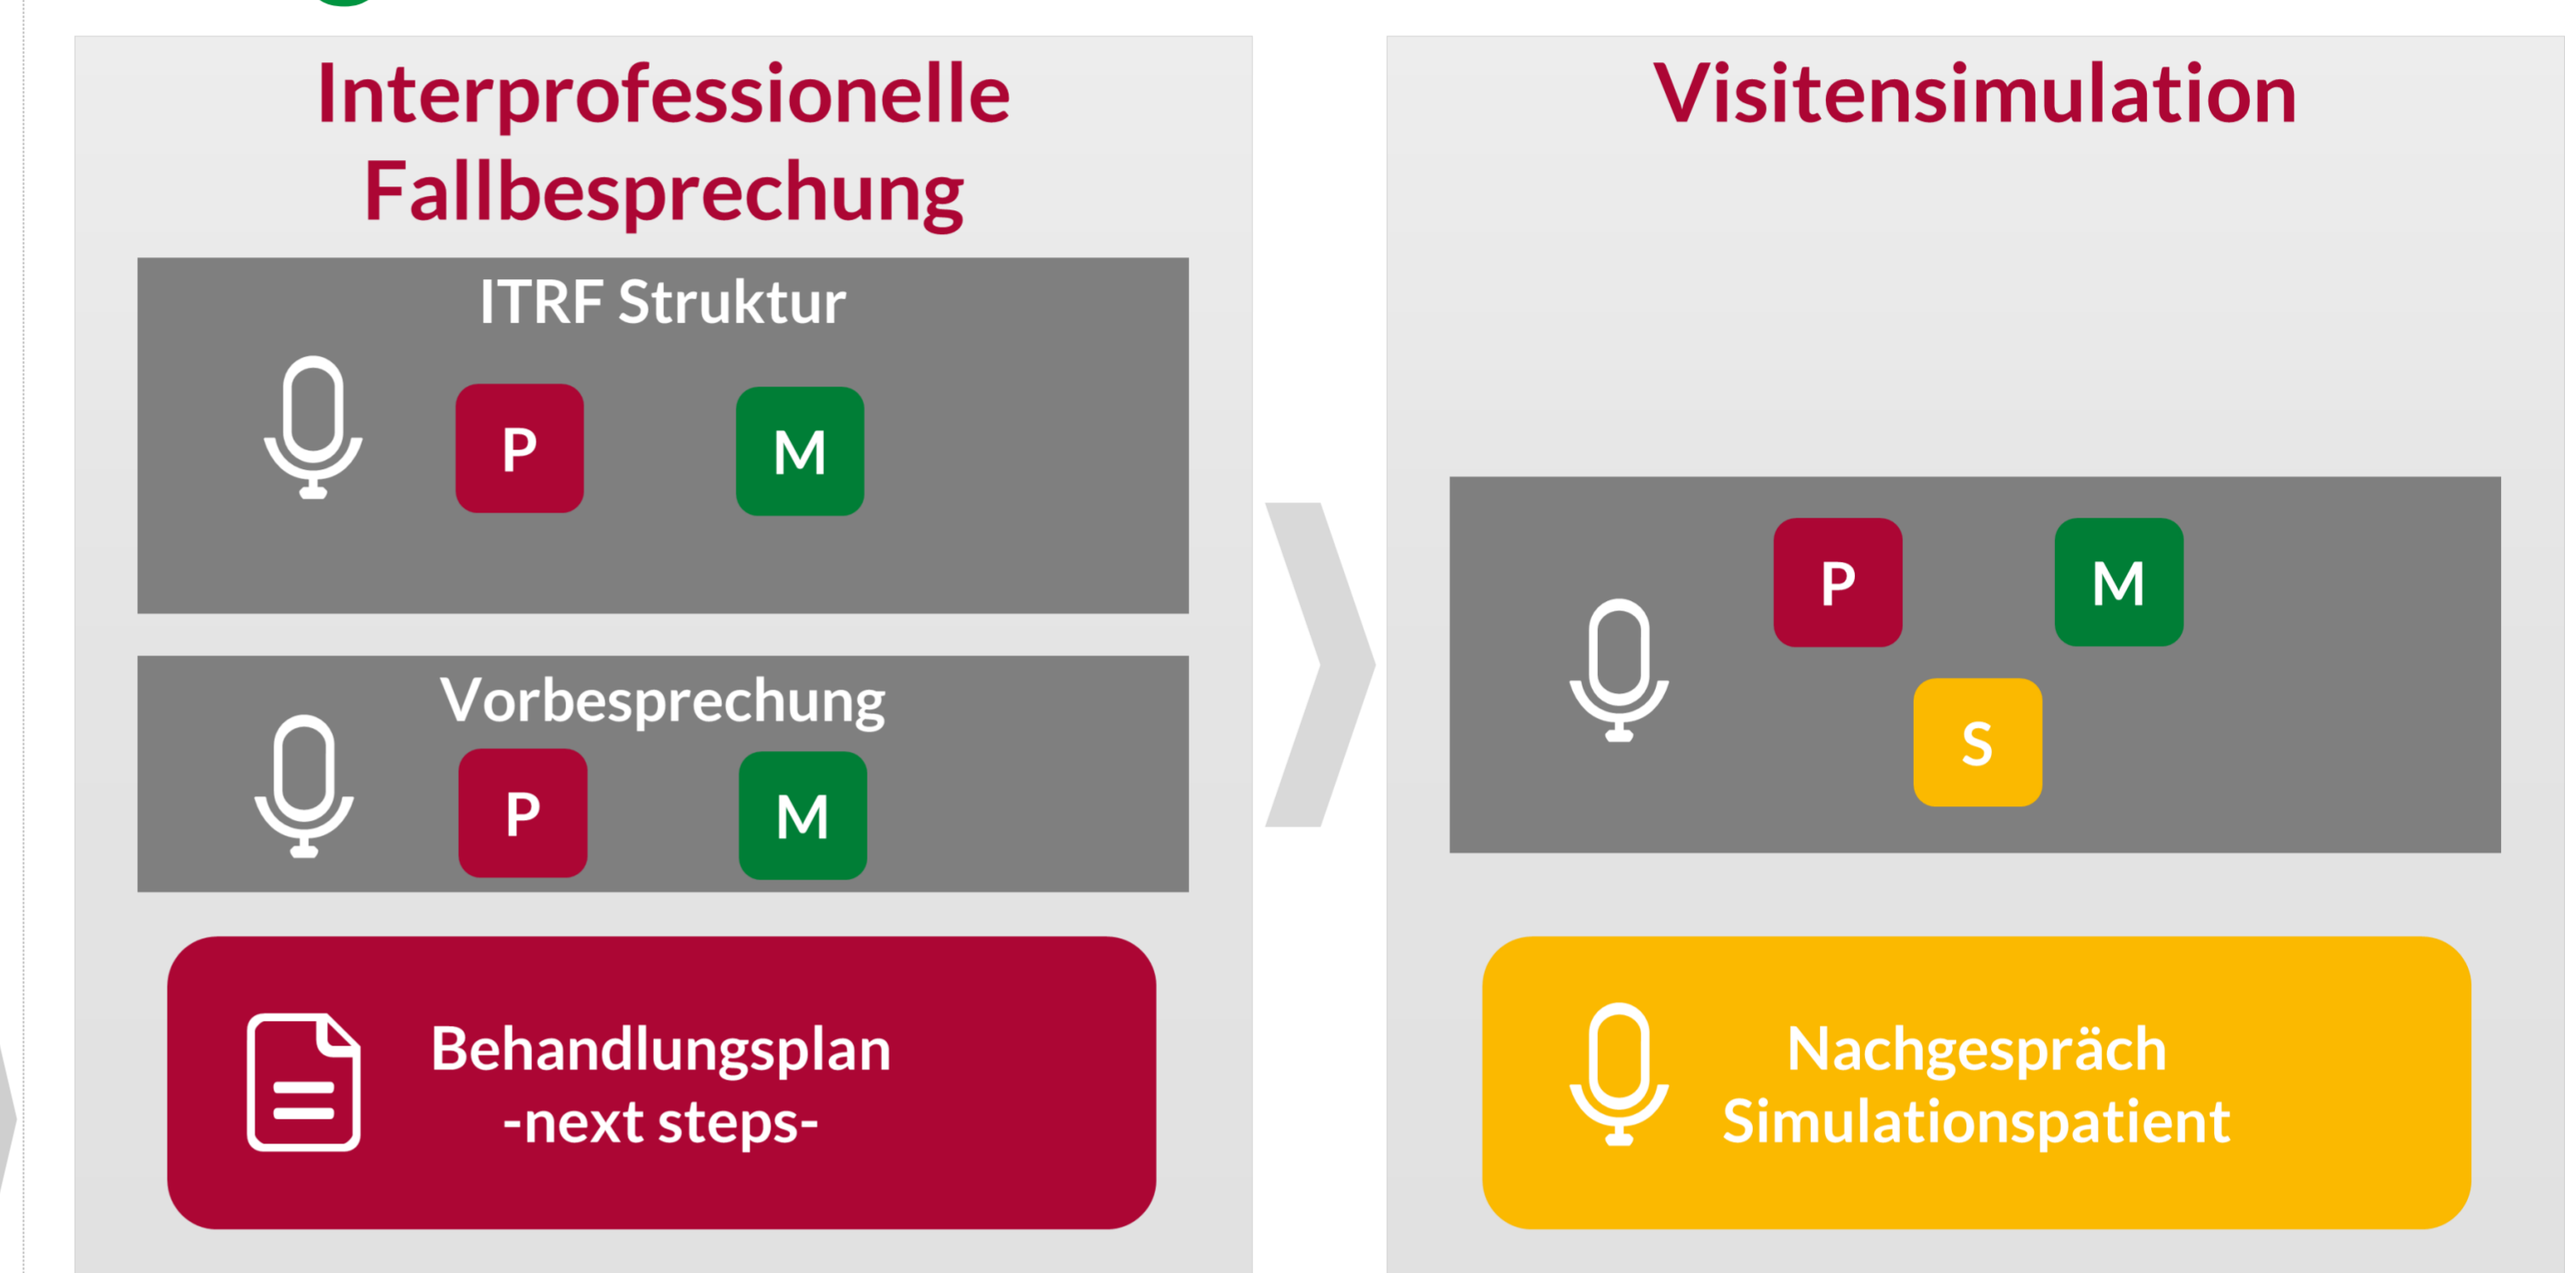 Interprofessionelle
Fallbesprechung
ITRF Struktur
P M
Vorbesprechung
P M
Behandlungsplan
-next steps-
Visitensimulation
P M
S
Nachgespräch
Simulationspatient